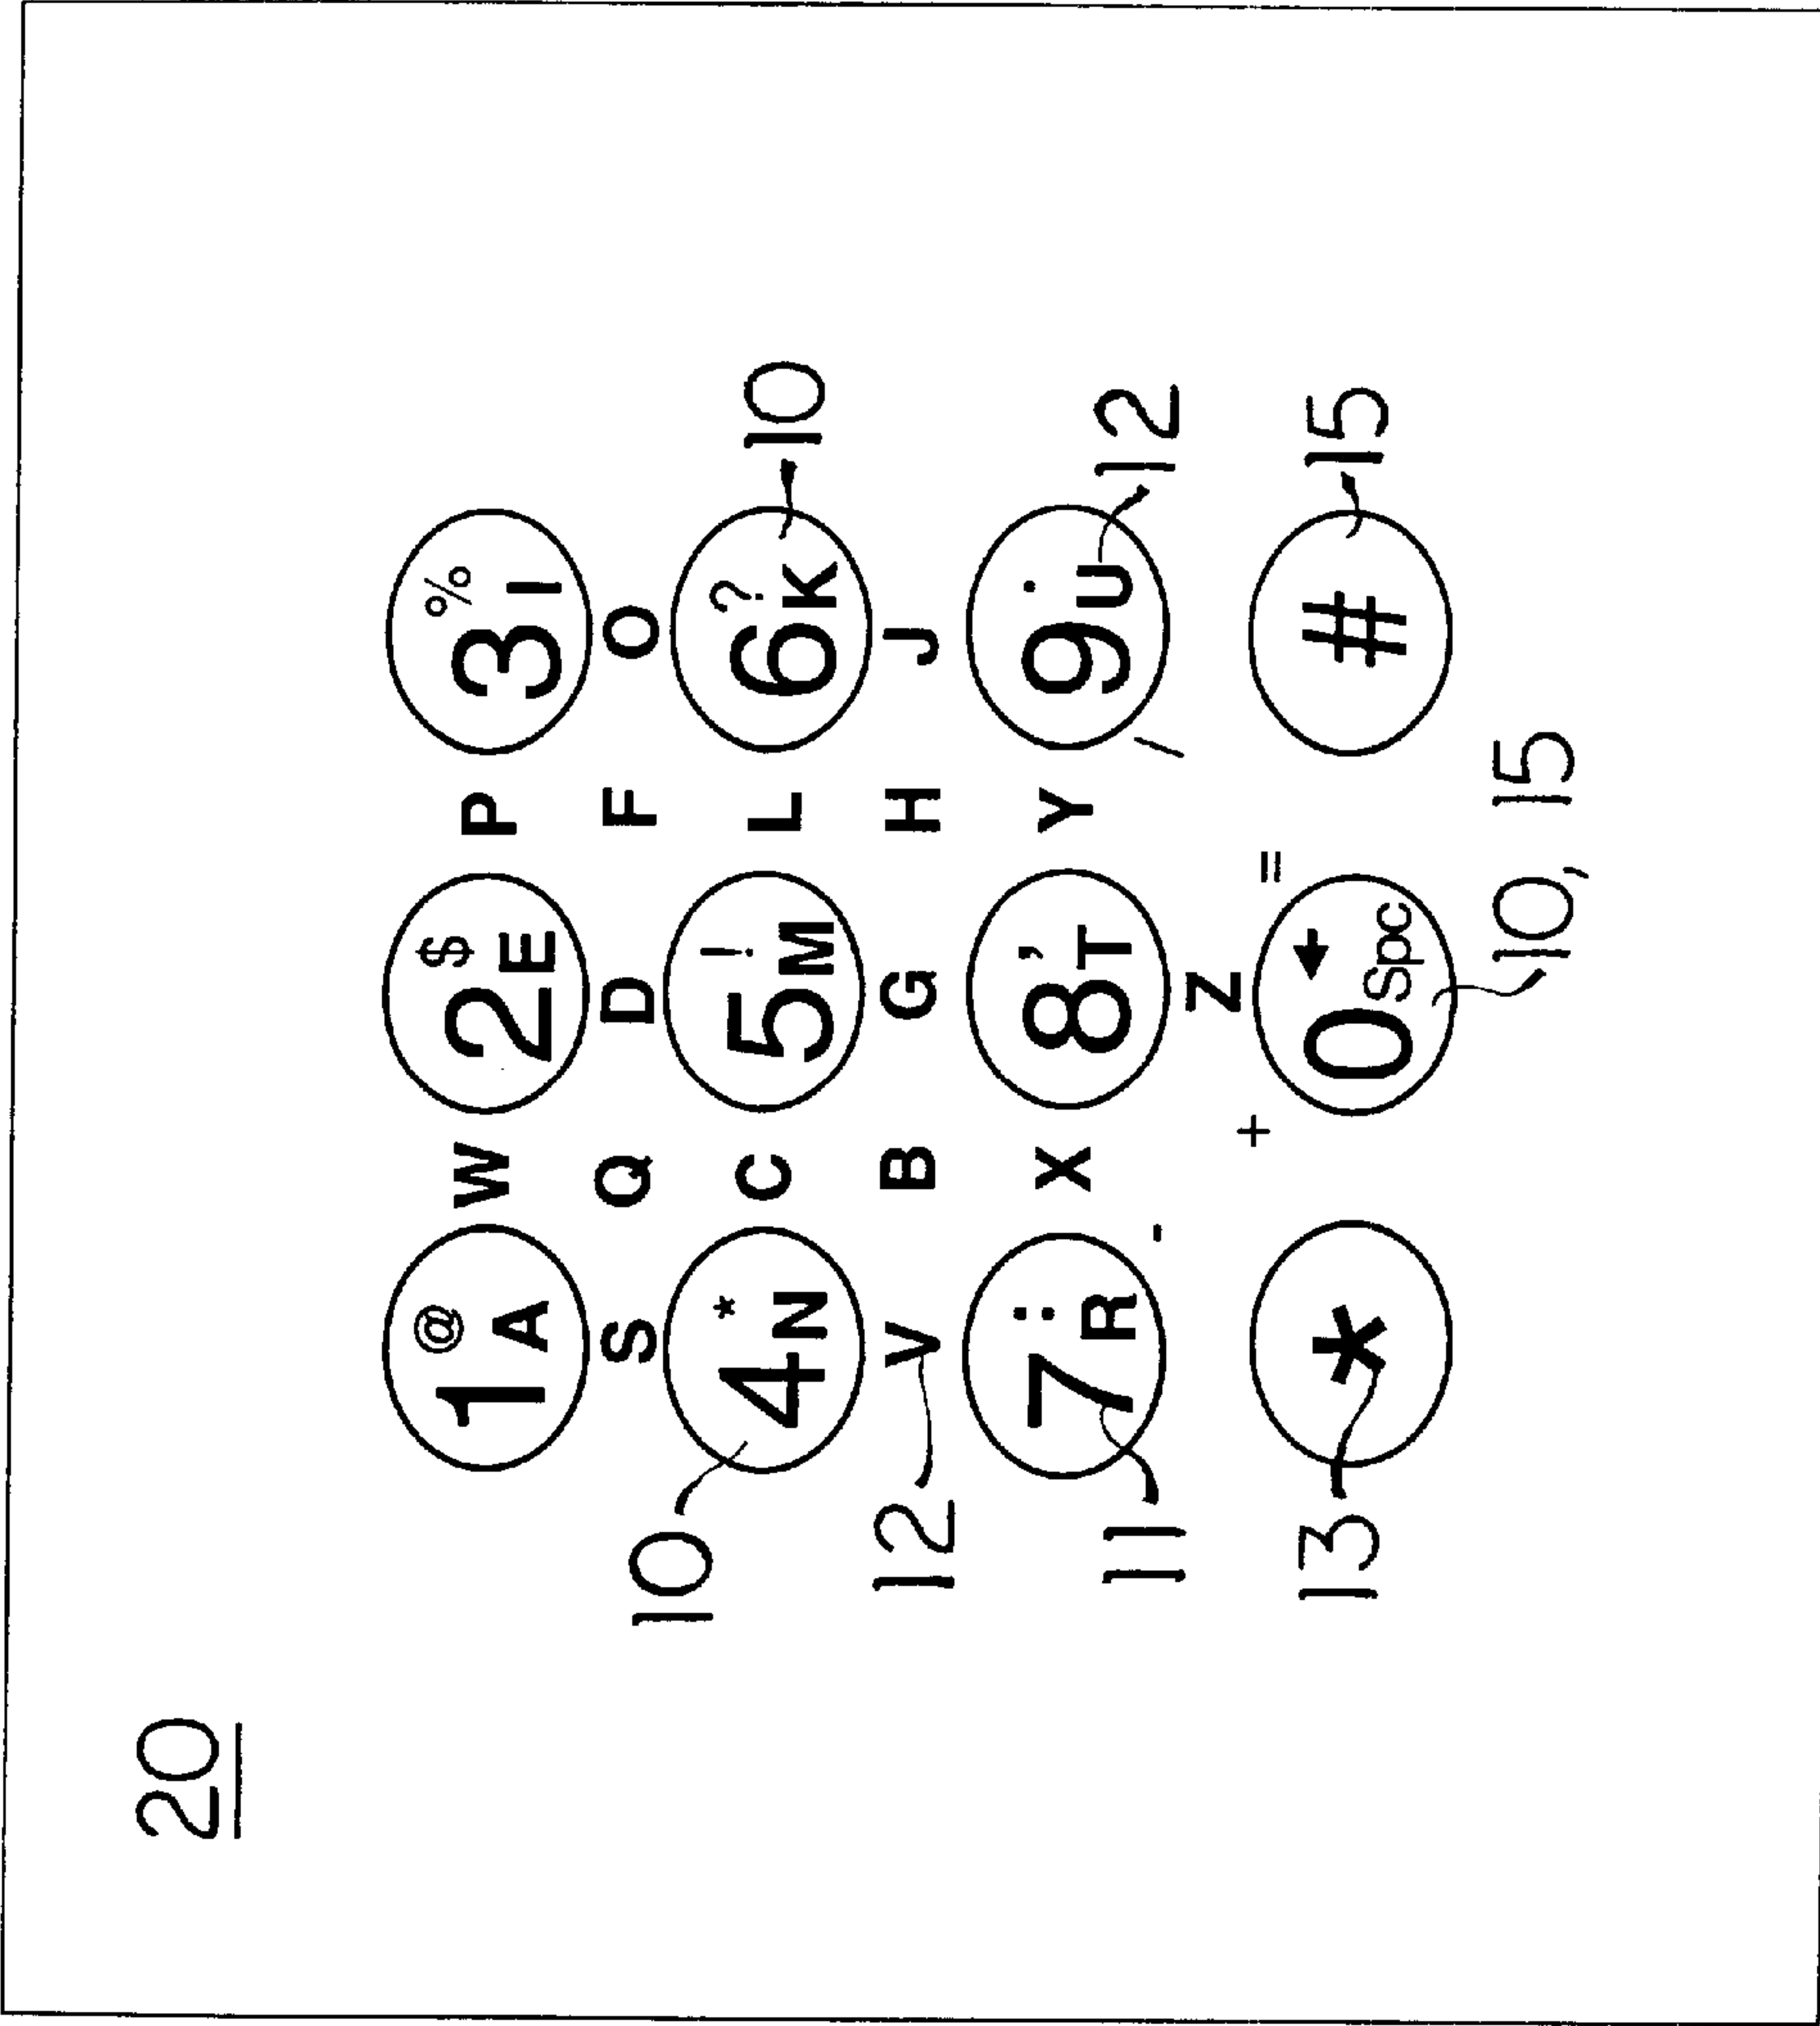 20
1 @ A W 2 $ E P 3 % I
S Q D F O
10 4 * N C 5 ! M L 6 ? K 10
12 V B G H J
7 : R X 8 ' T Y 9 . U 12
11 - Z /
+ =
13 * 0 ↑ Spc # 15
10, 15